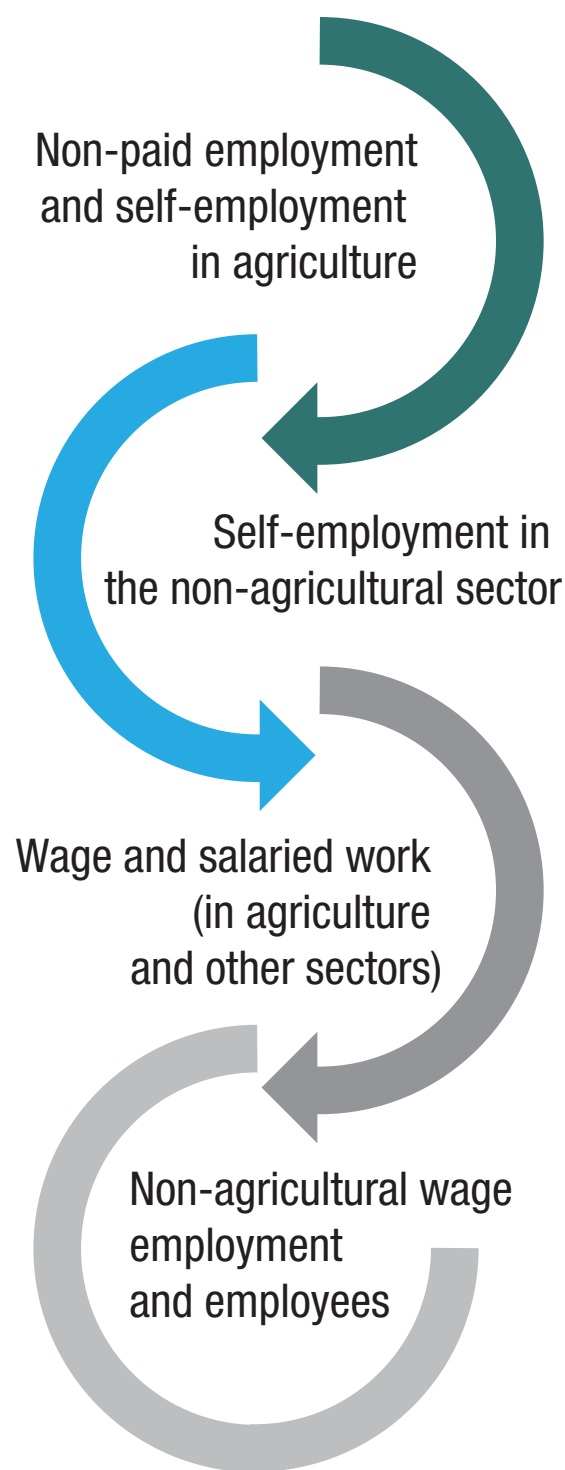 Non-paid employment
and self-employment
in agriculture
Self-employment in
the non-agricultural sector
Wage and salaried work
(in agriculture
and other sectors)
Non-agricultural wage
employment
and employees